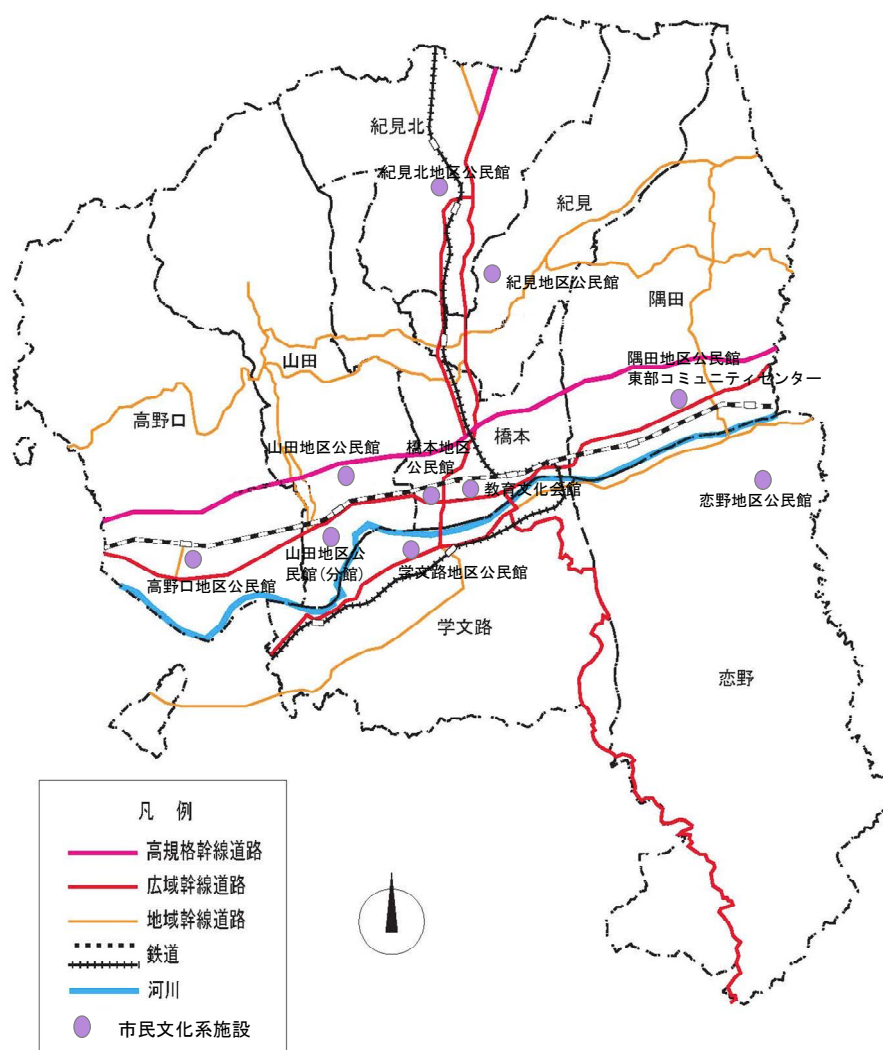 紀見北
紀見北地区公民館
紀見
紀見地区公民館
隅田
山田
隅田地区公民館
東部コミュニティセンター
高野口
山田地区公民館
橋本地区
公民館
橋本
教育文化会館
恋野地区公民館
高野口地区公民館
山田地区公
民館(分館)
学文路地区公民館
学文路
恋野
凡 例
高規格幹線道路
広域幹線道路
地域幹線道路
鉄道
河川
市民文化系施設